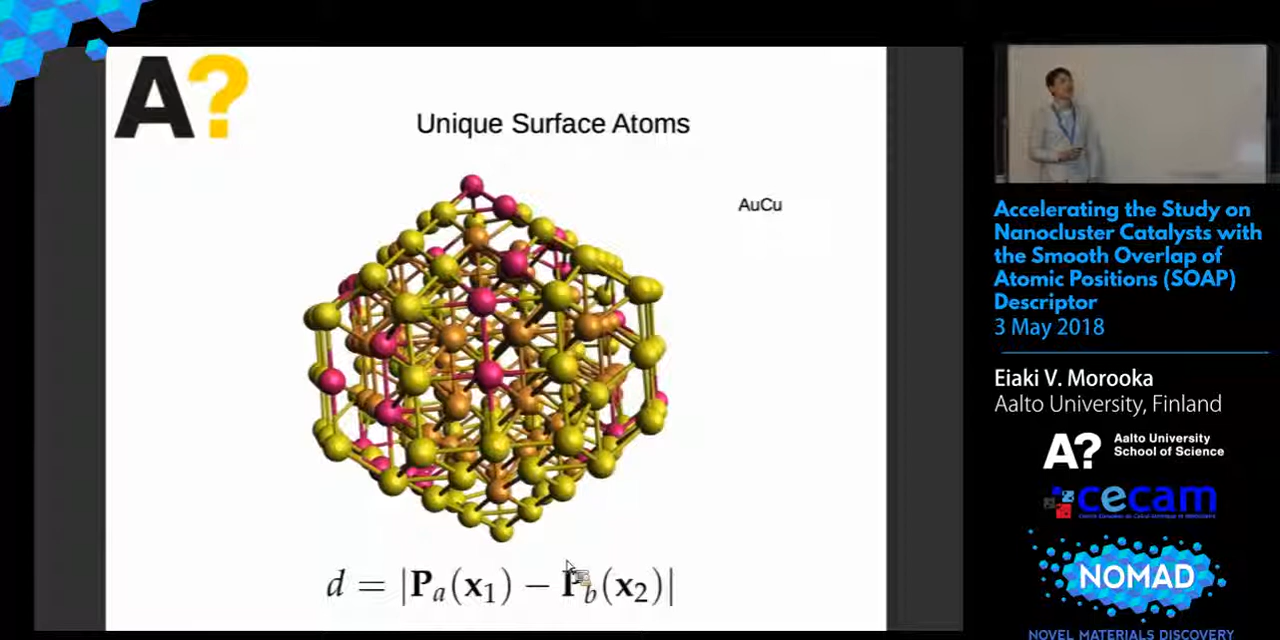 A?
Unique Surface Atoms
AuCu
d = |Pₐ(x₁) − P_b(x₂)|
Accelerating the Study on
Nanocluster Catalysts with
the Smooth Overlap of
Atomic Positions (SOAP)
Descriptor
3 May 2018
Eiaki V. Morooka
Aalto University, Finland
A?
Aalto University
School of Science
cecam
NOMAD
NOVEL MATERIALS DISCOVERY